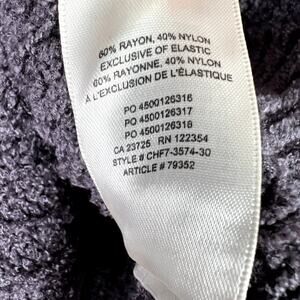 60% RAYON, 40% NYLON
EXCLUSIVE OF ELASTIC
60% RAYONNE, 40% NYLON
À L'EXCLUSION DE L'ÉLASTIQUE
PO 4500126316
PO 4500126317
PO 4500126318
CA 23725 RN 122354
STYLE # CHF7-3574-30
ARTICLE # 79352